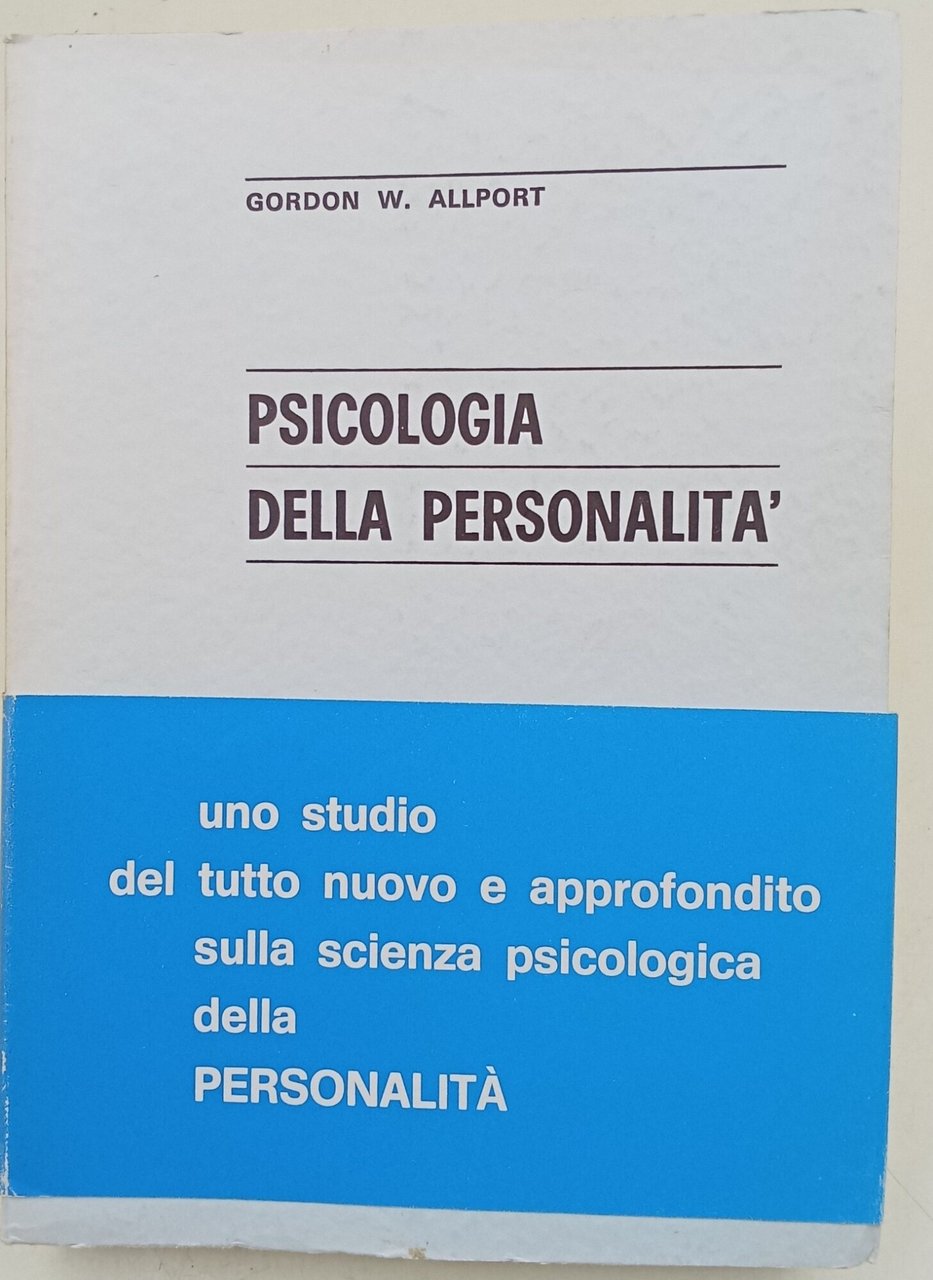 GORDON W. ALLPORT
PSICOLOGIA
DELLA PERSONALITA'
uno studio
del tutto nuovo e approfondito
sulla scienza psicologica
della
PERSONALITÀ